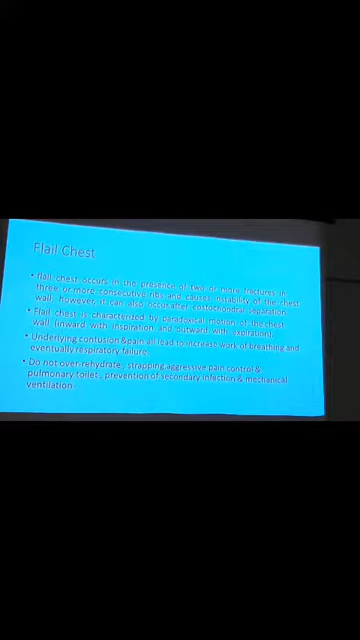 Flail Chest
• flail chest occurs in the presence of two or more fractures in
three or more consecutive ribs and causes instability of the chest
wall, however, it can also occur after costochondral separation.
• Flail chest is characterized by paradoxical motion of the chest
wall (inward with inspiration and outward with expiration).
• Underlying contusion &pain, all lead to increase work of breathing and
eventually respiratory failure.
• Do not over-rehydrate , strapping,aggressive pain control &
pulmonary toilet , prevention of secondary infection & mechanical
ventilation